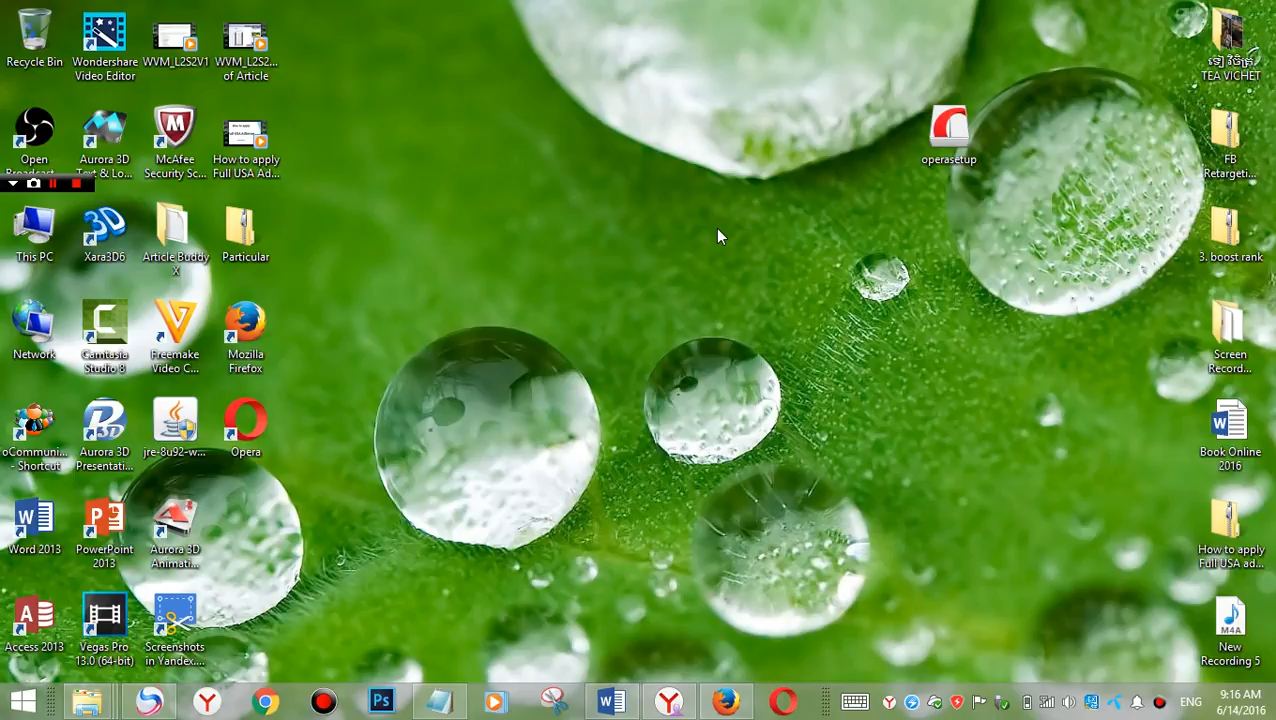 Recycle Bin
Wondershare
Video Editor
WVM_L2S2V1
WVM_L2S2...
of Article
Open
Broadcast...
Aurora 3D
Text & Lo...
McAfee
Security Sc...
How to apply
Full USA Ad...
This PC
Xara3D6
Article Buddy
X
Particular
Network
Camtasia
Studio 8
Freemake
Video C...
Mozilla
Firefox
oCommuni...
- Shortcut
Aurora 3D
Presentati...
jre-8u92-w...
Opera
Word 2013
PowerPoint
2013
Aurora 3D
Animati...
Access 2013
Vegas Pro
13.0 (64-bit)
Screenshots
in Yandex....
operasetup
TEA VICHET
FB
Retargeti...
3. boost rank
Screen
Record...
Book Online
2016
How to apply
Full USA ad...
M4A
New
Recording 5
ENG
9:16 AM
6/14/2016